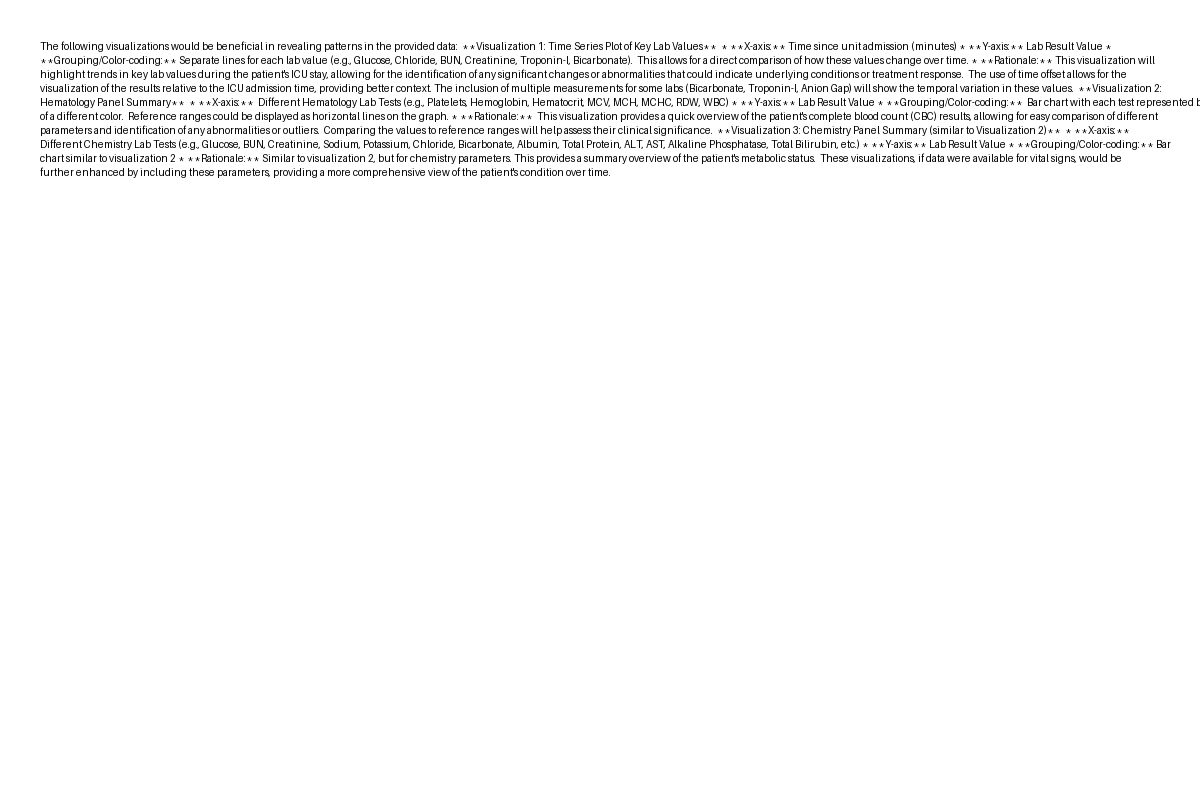 The following visualizations would be beneficial in revealing patterns in the provided data:  **Visualization 1: Time Series Plot of Key Lab Values**  * **X-axis:** Time since unit admission (minutes) * **Y-axis:** Lab Result Value *
**Grouping/Color-coding:** Separate lines for each lab value (e.g., Glucose, Chloride, BUN, Creatinine, Troponin-I, Bicarbonate).  This allows for a direct comparison of how these values change over time. * **Rationale:** This visualization will
highlight trends in key lab values during the patient's ICU stay, allowing for the identification of any significant changes or abnormalities that could indicate underlying conditions or treatment response.  The use of time offset allows for the
visualization of the results relative to the ICU admission time, providing better context. The inclusion of multiple measurements for some labs (Bicarbonate, Troponin-I, Anion Gap) will show the temporal variation in these values.  **Visualization 2:
Hematology Panel Summary**  * **X-axis:**  Different Hematology Lab Tests (e.g., Platelets, Hemoglobin, Hematocrit, MCV, MCH, MCHC, RDW, WBC) * **Y-axis:** Lab Result Value * **Grouping/Color-coding:**  Bar chart with each test represented
of a different color.  Reference ranges could be displayed as horizontal lines on the graph. * **Rationale:**  This visualization provides a quick overview of the patient's complete blood count (CBC) results, allowing for easy comparison of different
parameters and identification of any abnormalities or outliers.  Comparing the values to reference ranges will help assess their clinical significance.  **Visualization 3: Chemistry Panel Summary (similar to Visualization 2)**  * **X-axis:**
Different Chemistry Lab Tests (e.g., Glucose, BUN, Creatinine, Sodium, Potassium, Chloride, Bicarbonate, Albumin, Total Protein, ALT, AST, Alkaline Phosphatase, Total Bilirubin, etc.) * **Y-axis:** Lab Result Value * **Grouping/Color-coding:** Bar
chart similar to visualization 2 * **Rationale:** Similar to visualization 2, but for chemistry parameters. This provides a summary overview of the patient's metabolic status.  These visualizations, if data were available for vital signs, would be
further enhanced by including these parameters, providing a more comprehensive view of the patient's condition over time.